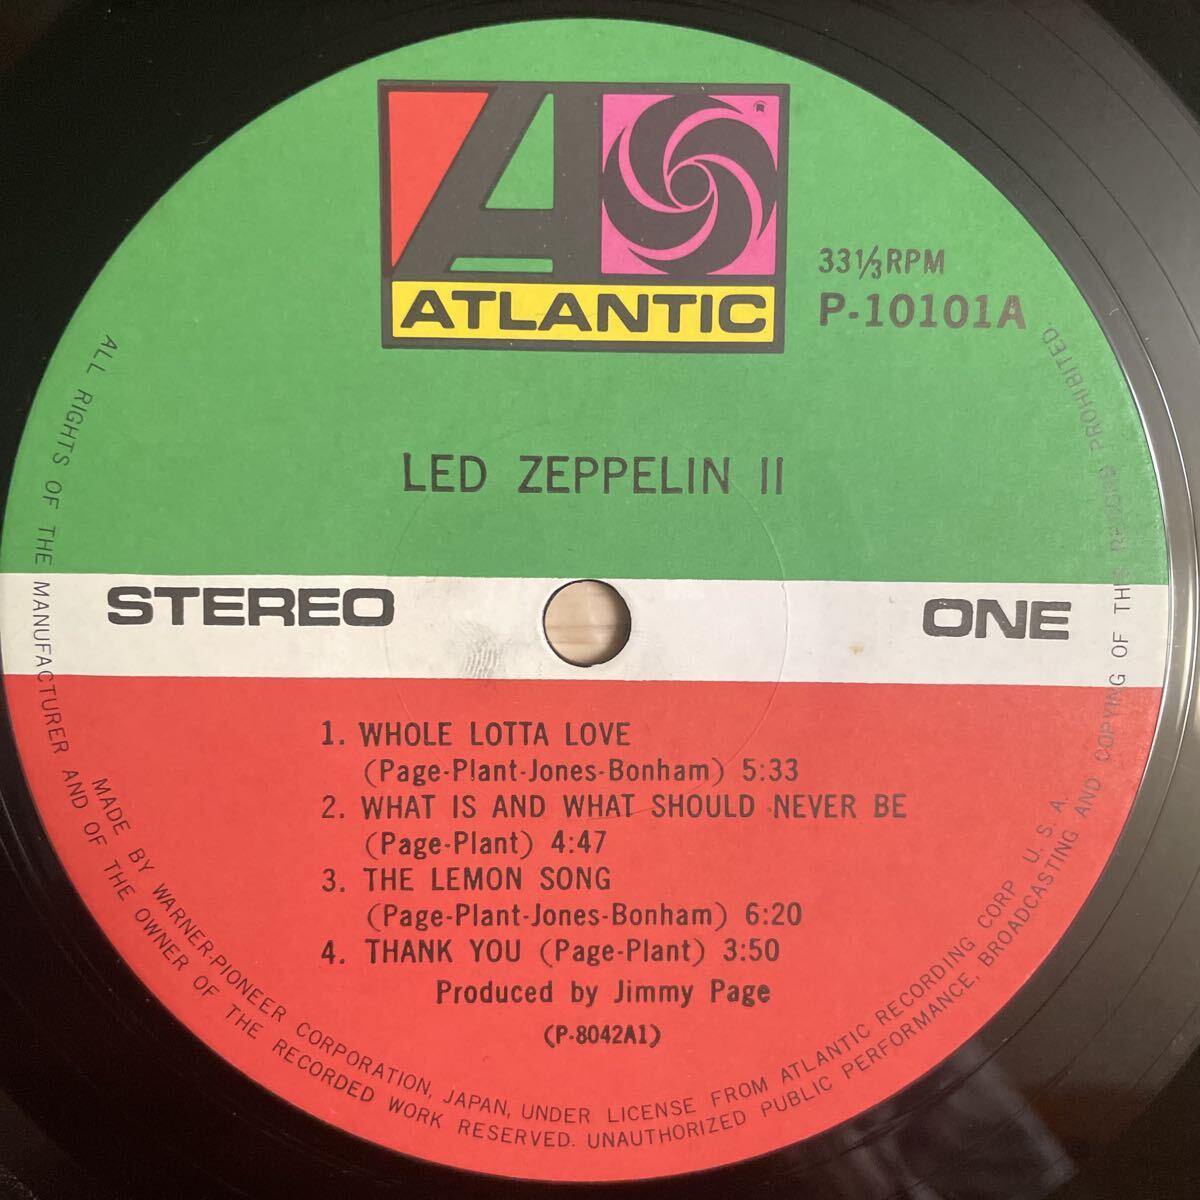 ATLANTIC
33⅓RPM
P-10101A
LED ZEPPELIN II
STEREO
ONE
1. WHOLE LOTTA LOVE
(Page-Plant-Jones-Bonham) 5:33
2. WHAT IS AND WHAT SHOULD NEVER BE
(Page-Plant) 4:47
3. THE LEMON SONG
(Page-Plant-Jones-Bonham) 6:20
4. THANK YOU (Page-Plant) 3:50
Produced by Jimmy Page
(P-8042A1)
MADE BY WARNER-PIONEER CORPORATION, JAPAN, UNDER LICENSE FROM ATLANTIC RECORDING CORP U. S. A.
ALL RIGHTS OF THE MANUFACTURER AND OF THE OWNER OF THE RECORDED WORK RESERVED. UNAUTHORIZED PUBLIC PERFORMANCE, BROADCASTING AND COPYING OF THIS RECORD PROHIBITED.